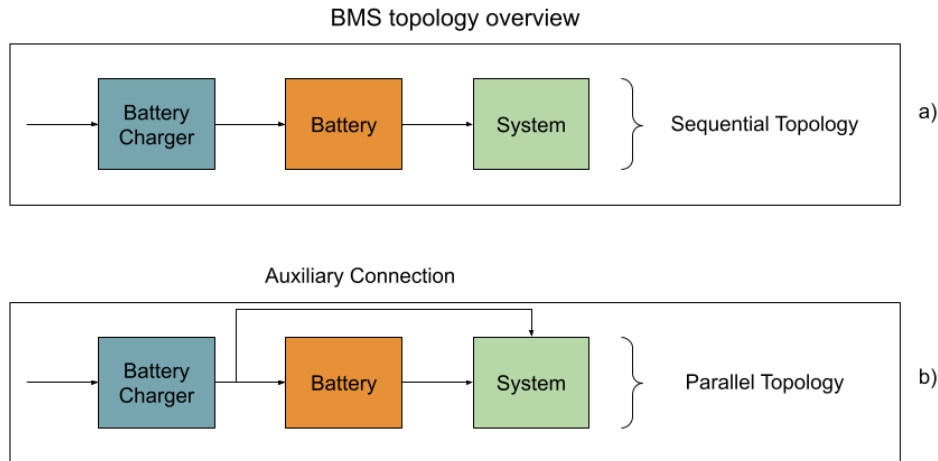 BMS topology overview
Battery
Charger
Battery
System
Sequential Topology
a)
Auxiliary Connection
Battery
Charger
Battery
System
Parallel Topology
b)